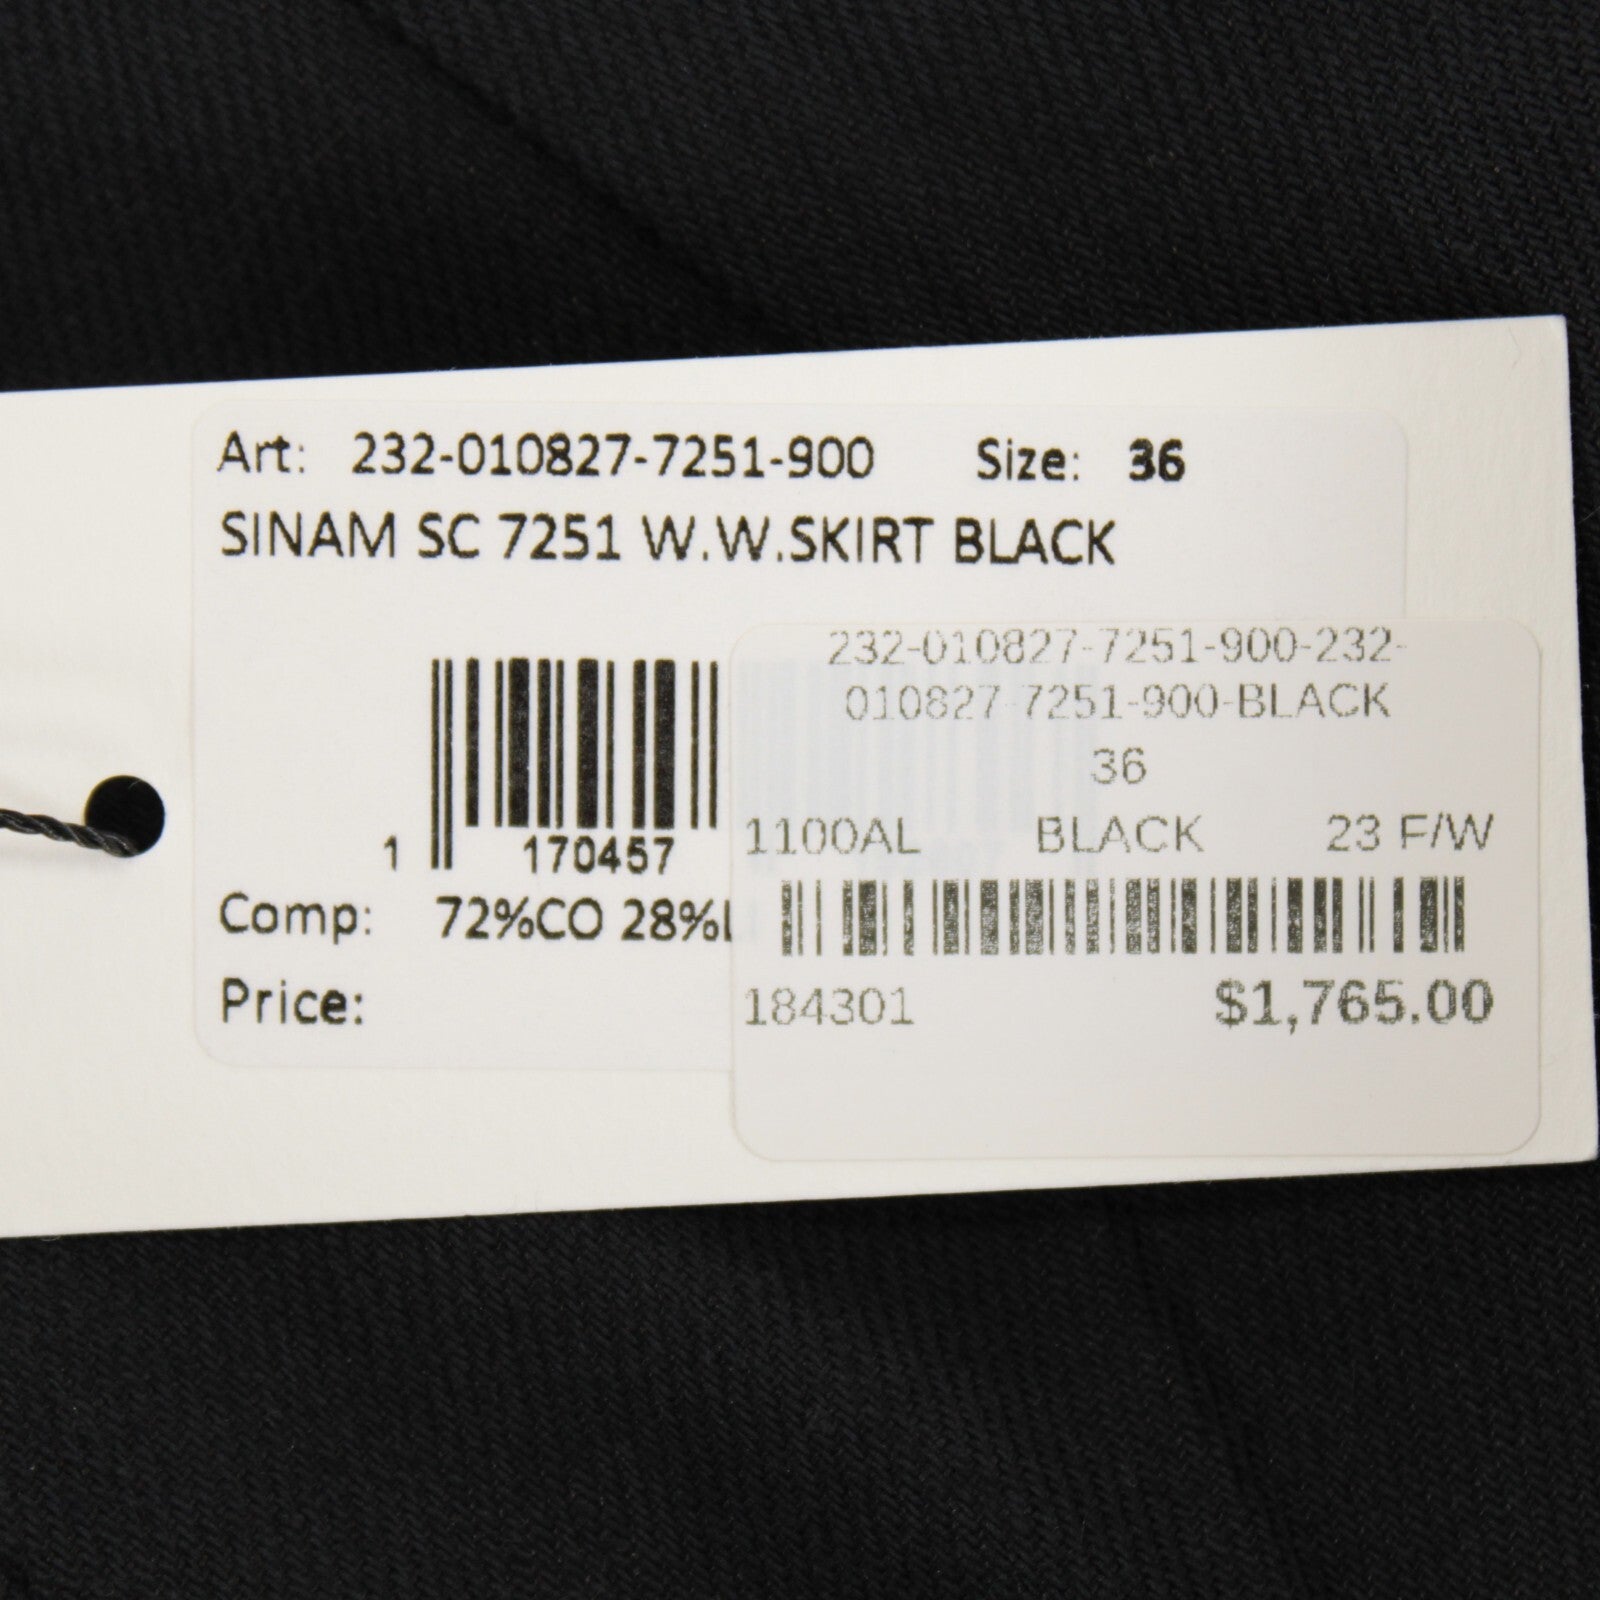 Art: 232-010827-7251-900 Size: 36
SINAM SC 7251 W.W.SKIRT BLACK
1 170457
Comp: 72%CO 28%
Price:
232-010827-7251-900-232-
010827-7251-900-BLACK
36
1100AL BLACK 23 F/W
184301 $1,765.00